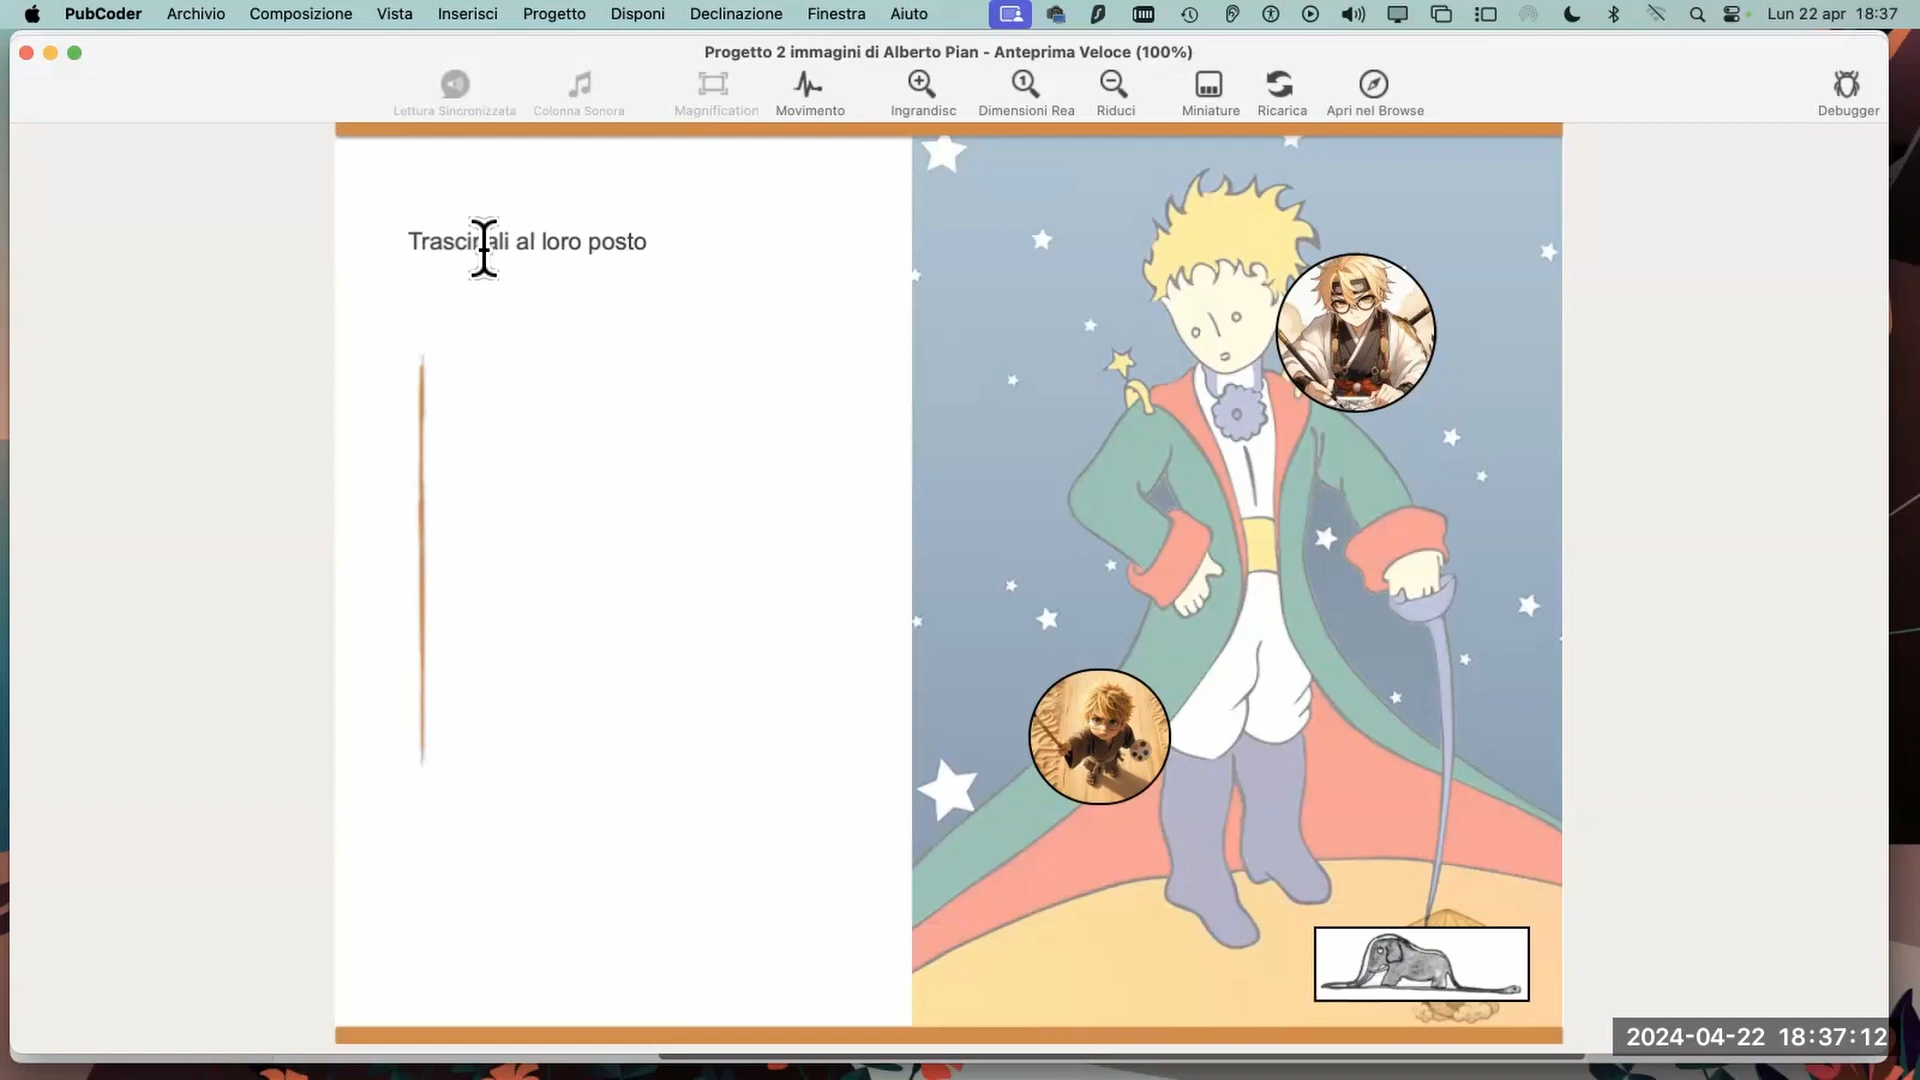 PubCoder Archivio Composizione Vista Inserisci Progetto Disponi Declinazione Finestra Aiuto Lun 22 apr 18:37
Progetto 2 immagini di Alberto Pian - Anteprima Veloce (100%)
Lettura Sincronizzata Colonna Sonora Magnification Movimento Ingrandisc Dimensioni Rea Riduci Miniature Ricarica Apri nel Browse Debugger
Trascinali al loro posto
2024-04-22 18:37:12